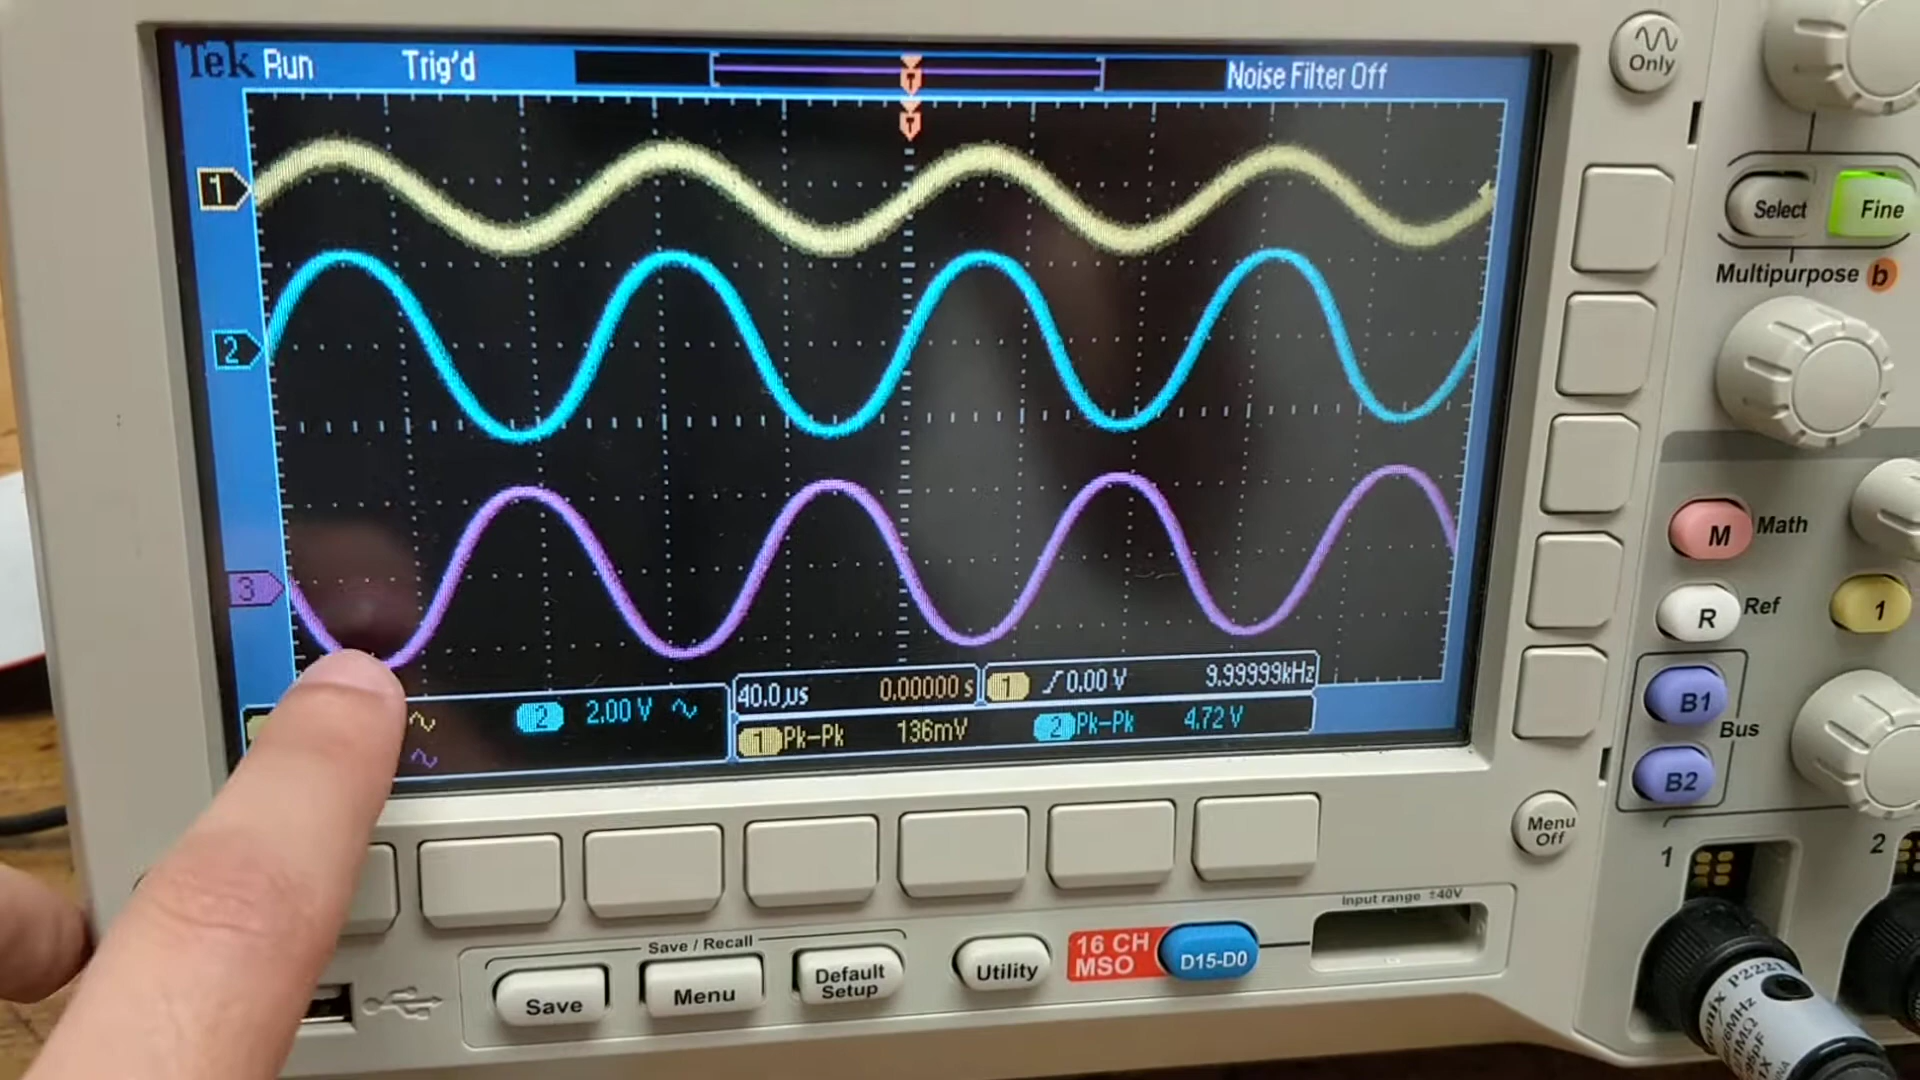 Tek Run Trig'd Noise Filter Off
T
T
1
2
3
2 2.00 V
40.0µs 0.00000 s
1 0.00 V 9.99999kHz
1 Pk-Pk 136mV 2 Pk-Pk 4.72 V
Only
Select Fine
Multipurpose b
M Math
R Ref
1
B1
Bus
B2
Menu
Off
1 2
Input range ±40V
Save / Recall
Save Menu Default
Setup
Utility
16 CH
MSO
D15-D0
P2221